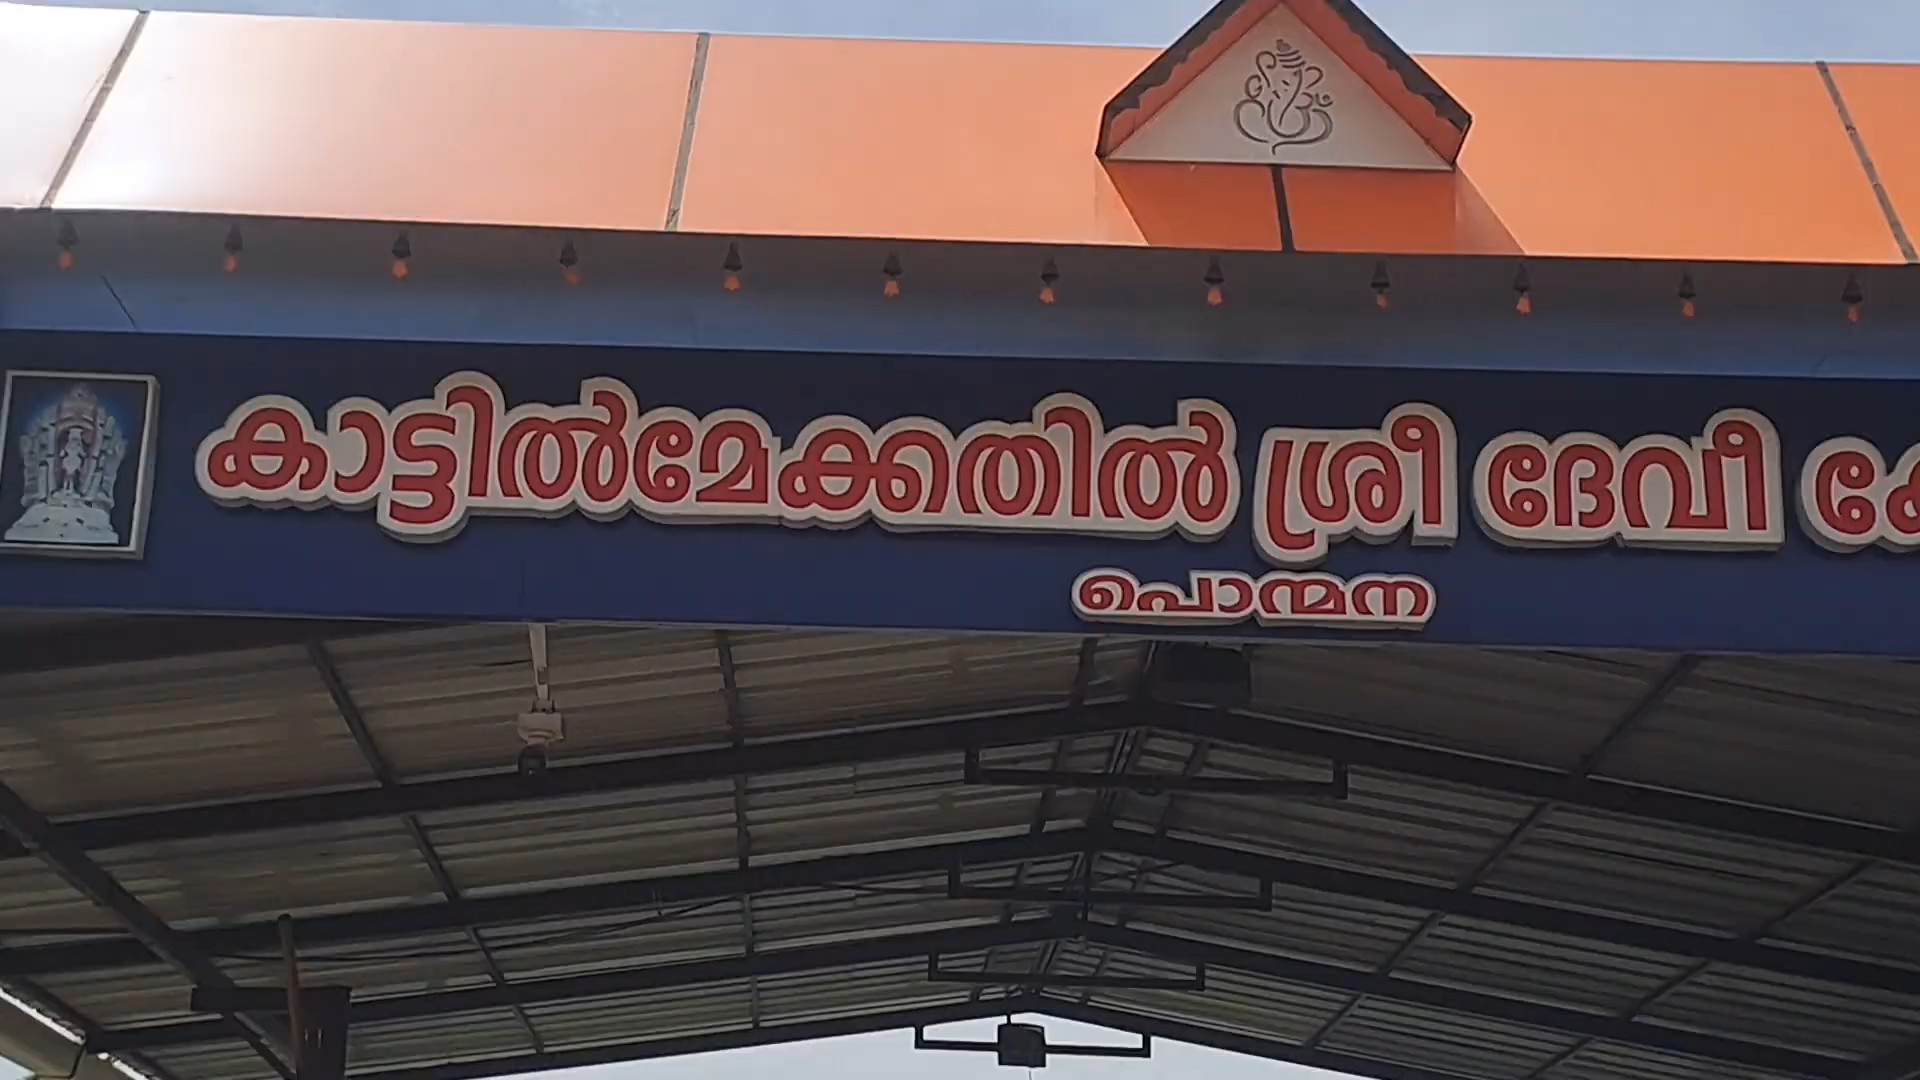 കാട്ടിൽമേക്കതിൽ ശ്രീ ദേവീ
പൊന്മന